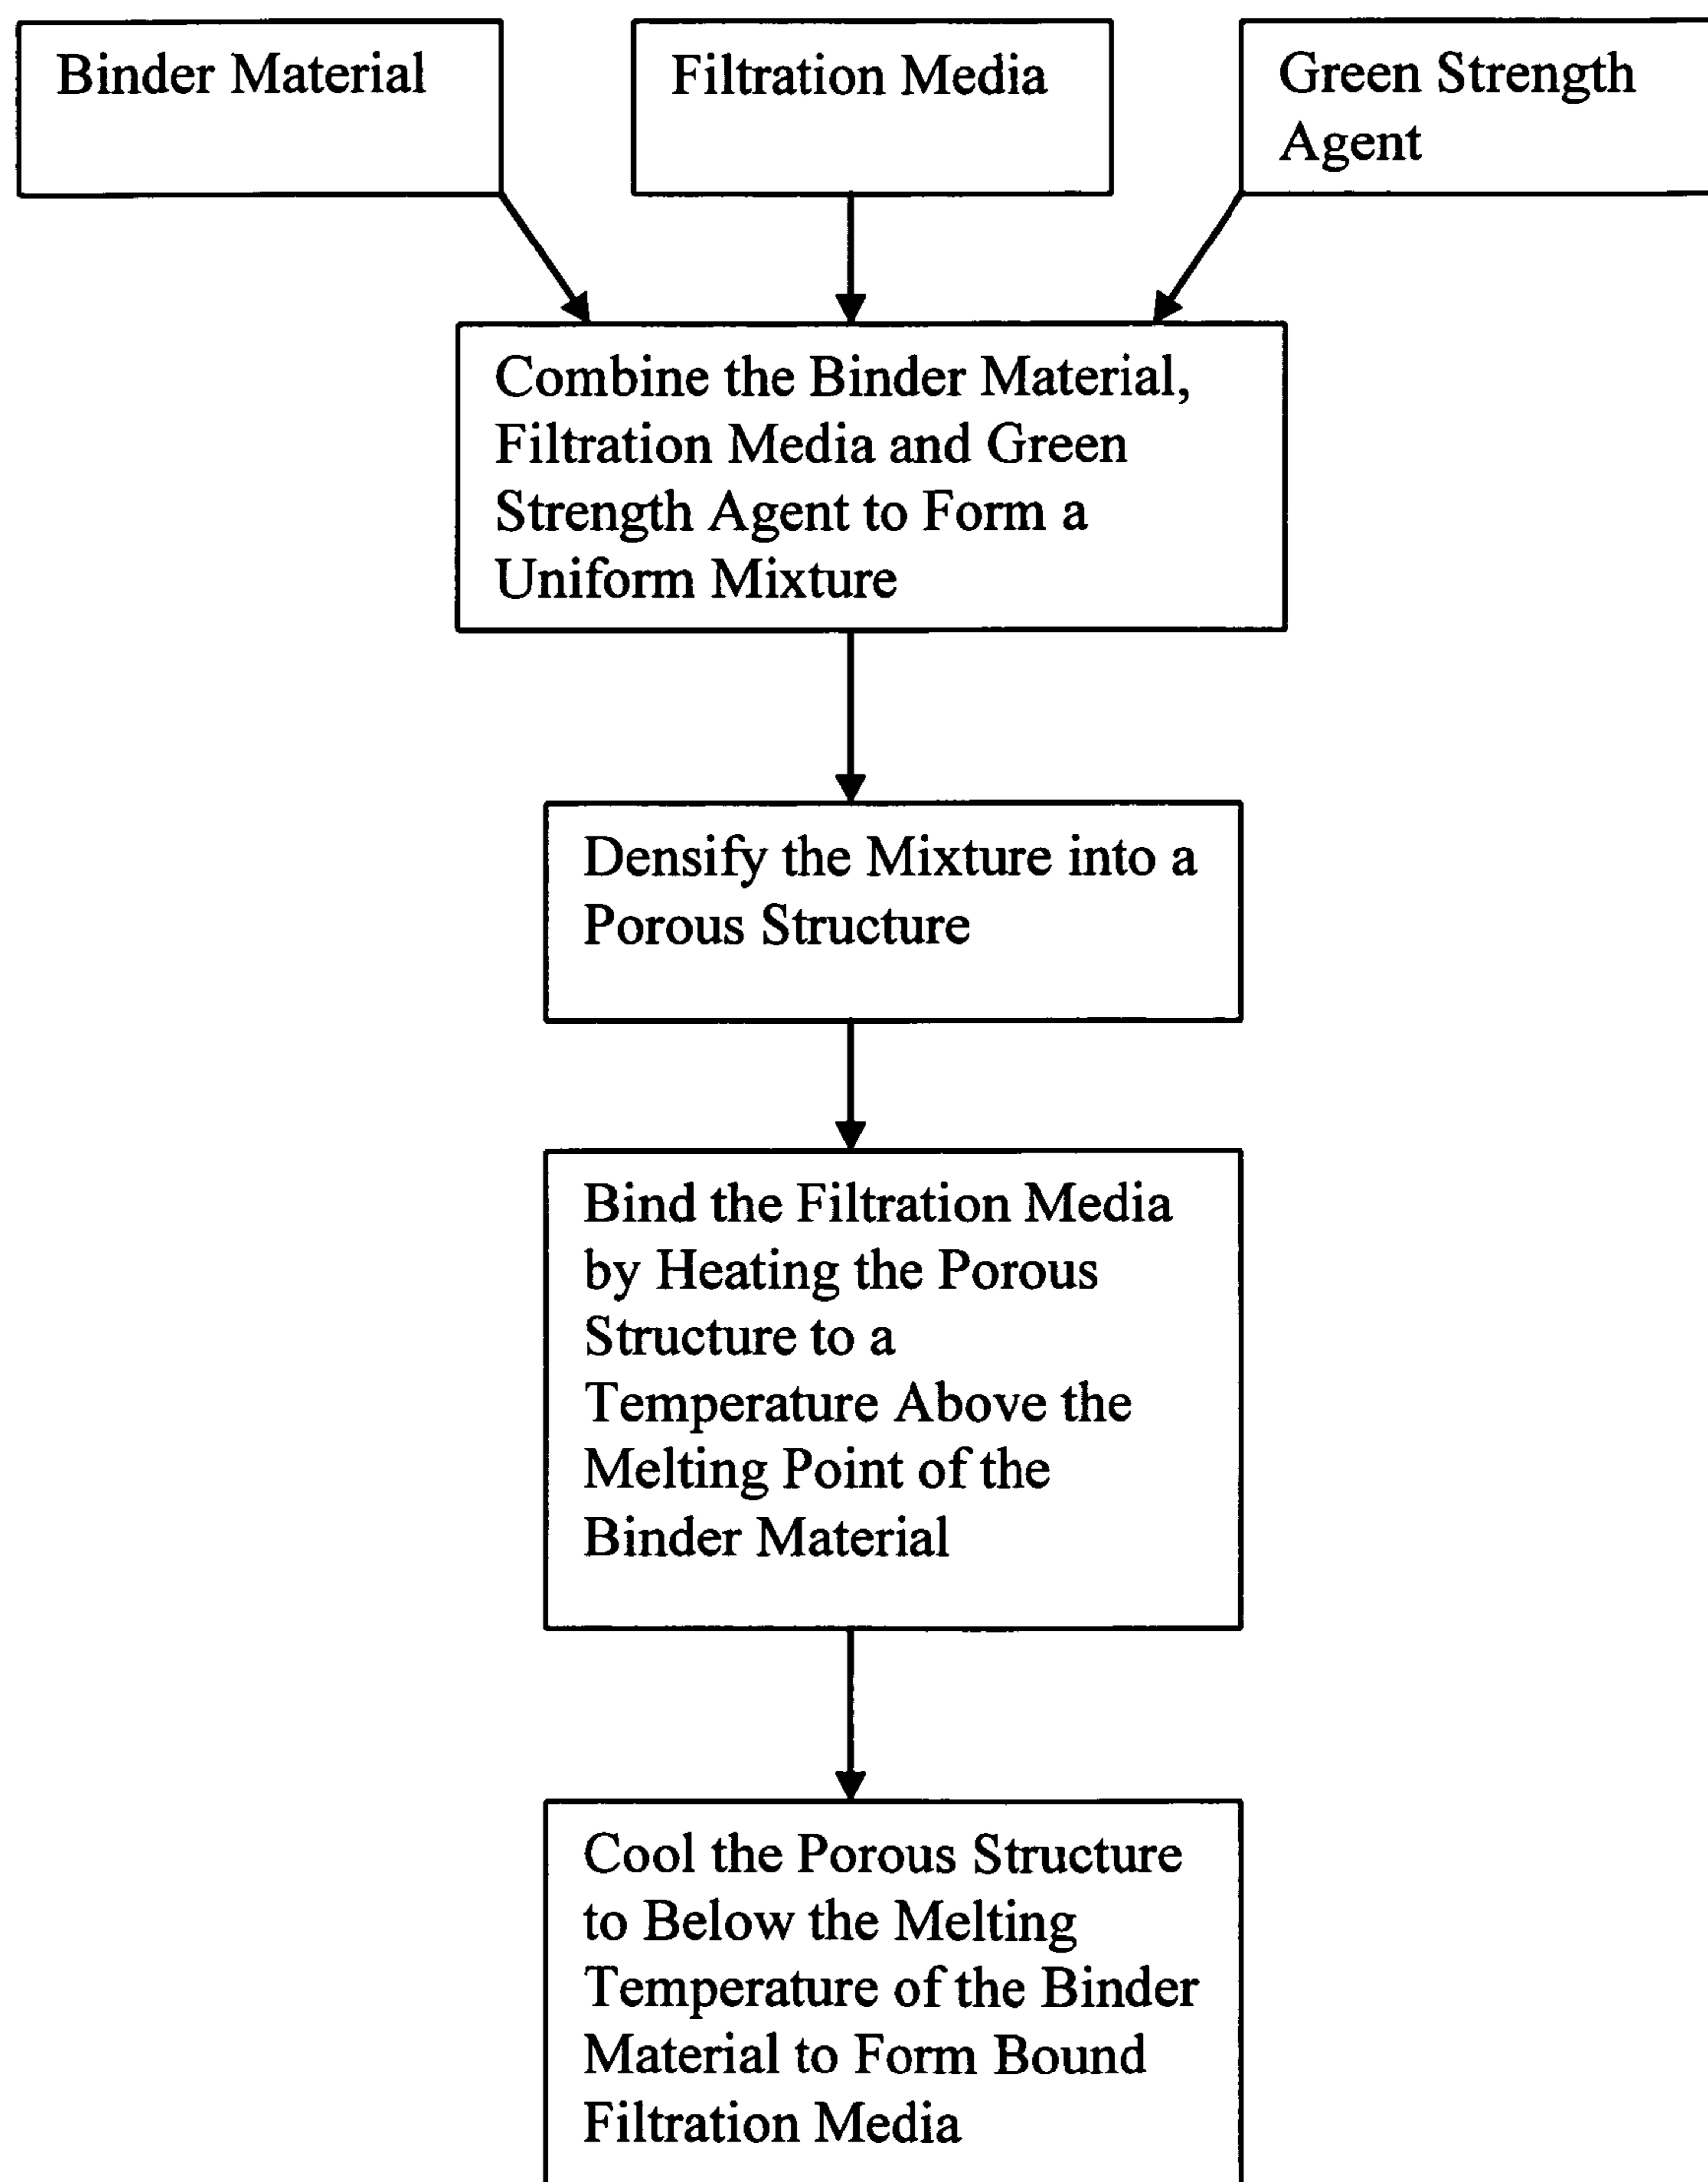 Binder Material
Filtration Media
Green Strength
Agent
Combine the Binder Material,
Filtration Media and Green
Strength Agent to Form a
Uniform Mixture
Densify the Mixture into a
Porous Structure
Bind the Filtration Media
by Heating the Porous
Structure to a
Temperature Above the
Melting Point of the
Binder Material
Cool the Porous Structure
to Below the Melting
Temperature of the Binder
Material to Form Bound
Filtration Media